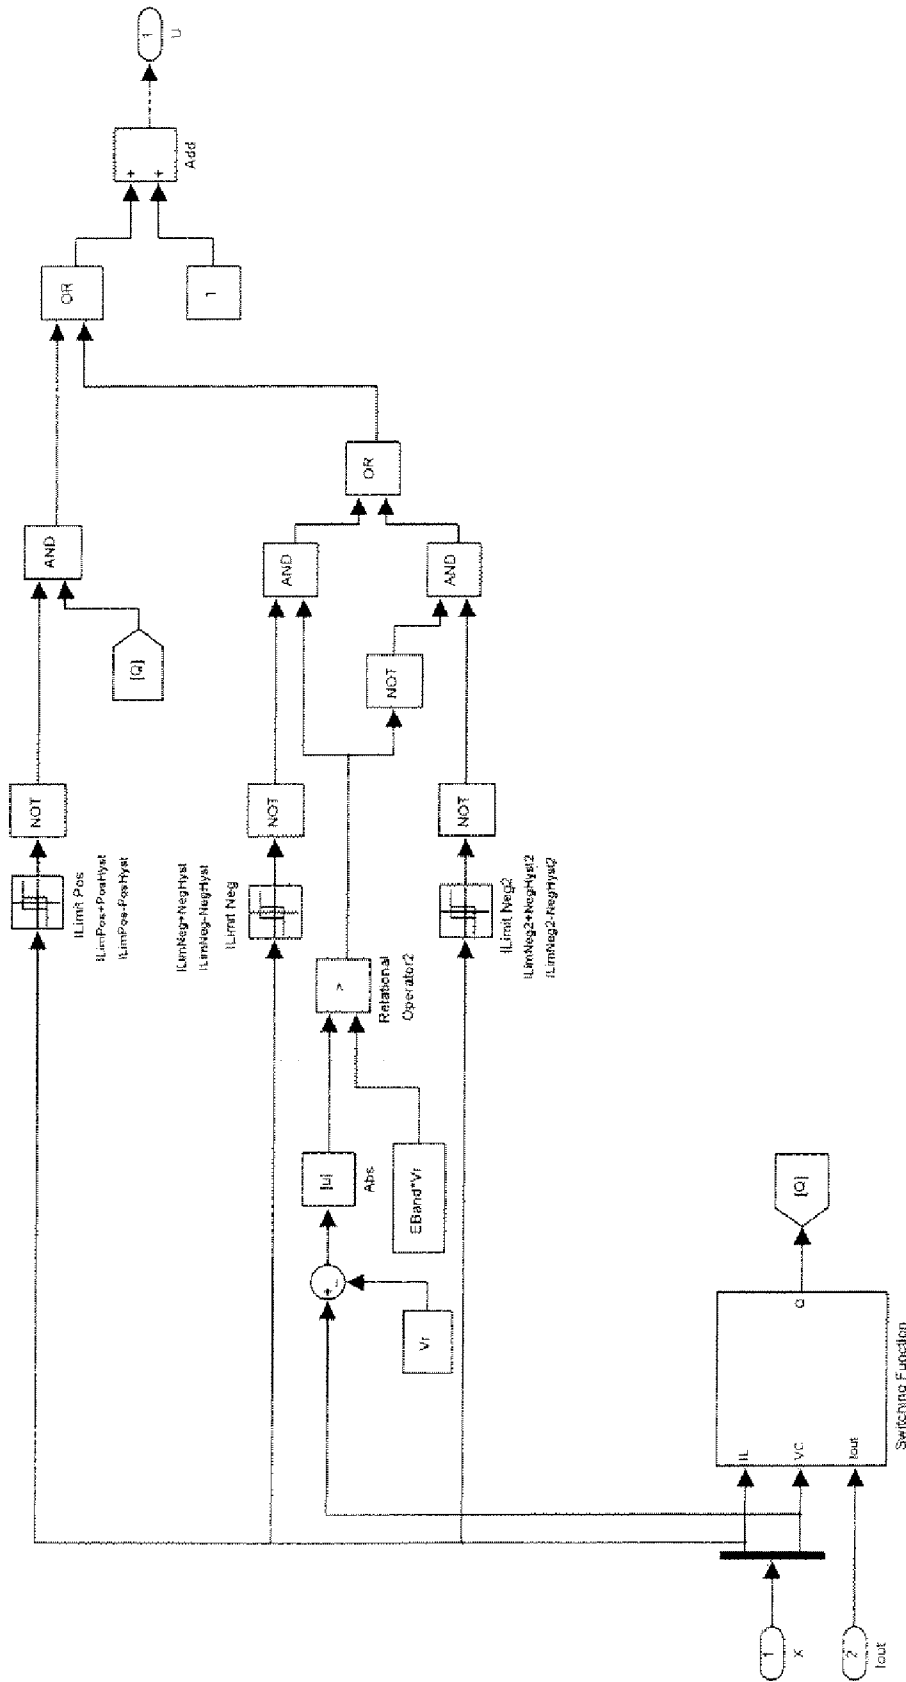 1
X
2
Iout
IL
VC
Iout
Q
Switching Function
[Q]
Vr
+
-
|u|
Abs
EBand*Vr
>
Relational
Operator2
ILimit Pos
ILimPos+PosHyst
ILimPos-PosHyst
NOT
[Q]
AND
ILimNeg+NegHyst
ILimNeg-NegHyst
ILimit Neg
NOT
AND
NOT
ILimit Neg2
ILimNeg2+NegHyst2
ILimNeg2-NegHyst2
NOT
AND
OR
OR
1
+
+
Add
1
U